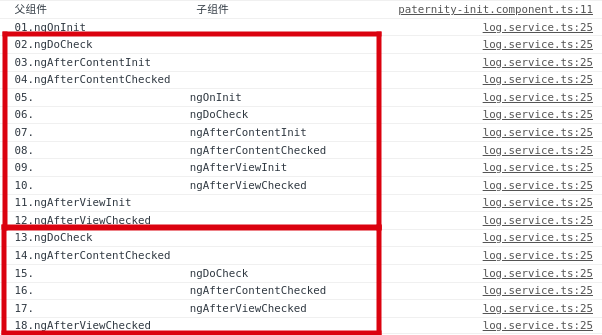 父组件 子组件 paternity-init.component.ts:11
01.ngOnInit log.service.ts:25
02.ngDoCheck log.service.ts:25
03.ngAfterContentInit log.service.ts:25
04.ngAfterContentChecked log.service.ts:25
05. ngOnInit log.service.ts:25
06. ngDoCheck log.service.ts:25
07. ngAfterContentInit log.service.ts:25
08. ngAfterContentChecked log.service.ts:25
09. ngAfterViewInit log.service.ts:25
10. ngAfterViewChecked log.service.ts:25
11.ngAfterViewInit log.service.ts:25
12.ngAfterViewChecked log.service.ts:25
13.ngDoCheck log.service.ts:25
14.ngAfterContentChecked log.service.ts:25
15. ngDoCheck log.service.ts:25
16. ngAfterContentChecked log.service.ts:25
17. ngAfterViewChecked log.service.ts:25
18.ngAfterViewChecked log.service.ts:25